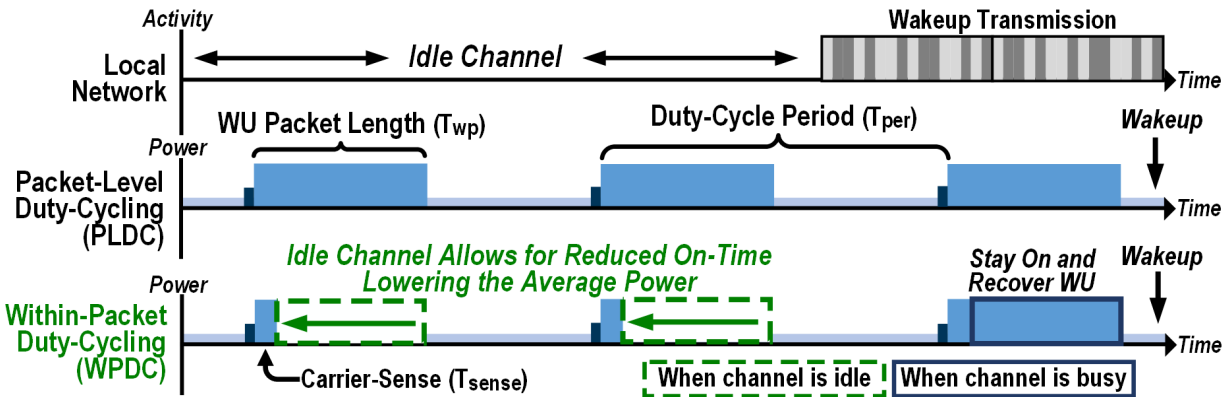 Activity
Local
Network
Idle Channel
Wakeup Transmission
Time
Power
Packet-Level
Duty-Cycling
(PLDC)
WU Packet Length (Twp)
Duty-Cycle Period (Tper)
Wakeup
Time
Power
Within-Packet
Duty-Cycling
(WPDC)
Idle Channel Allows for Reduced On-Time
Lowering the Average Power
Stay On and
Recover WU
Wakeup
Time
Carrier-Sense (Tsense)
When channel is idle
When channel is busy